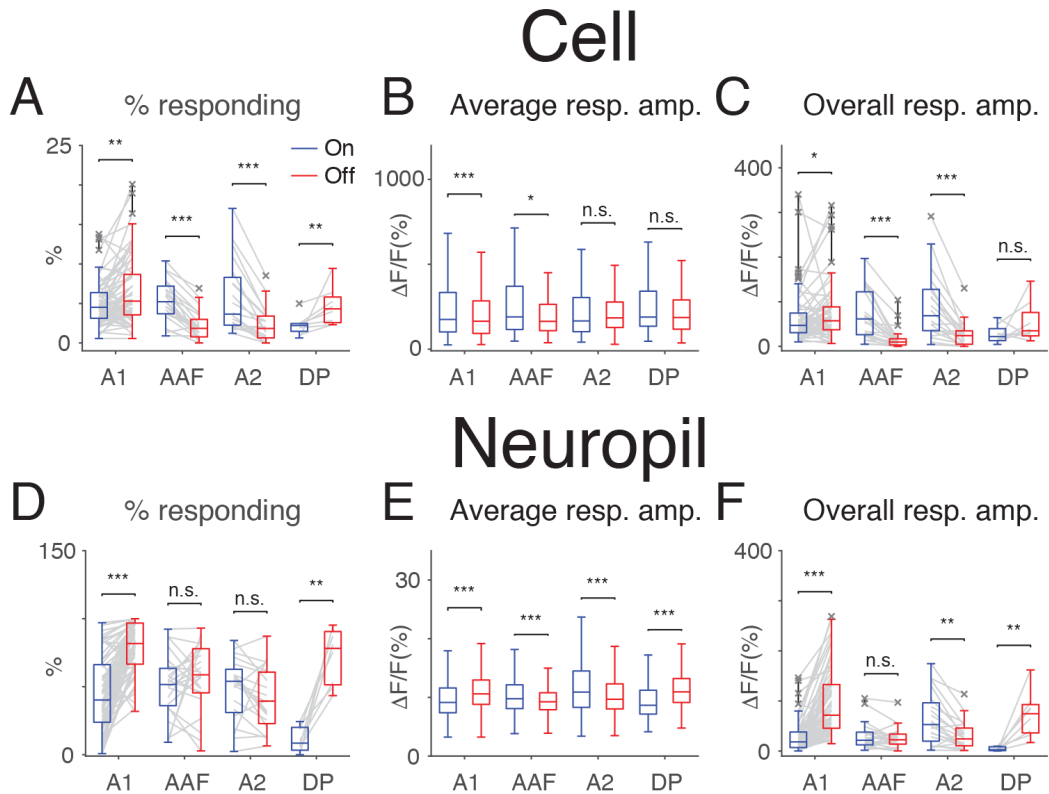 Cell
A % responding
B Average resp. amp.
C Overall resp. amp.
25
0
%
** *** *** **
On
Off
A1 AAF A2 DP
1000
0
ΔF/F(%)
*** * n.s. n.s.
A1 AAF A2 DP
400
0
ΔF/F(%)
* *** *** n.s.
A1 AAF A2 DP
Neuropil
D % responding
E Average resp. amp.
F Overall resp. amp.
150
0
%
*** n.s. n.s. **
A1 AAF A2 DP
30
0
ΔF/F(%)
*** *** *** ***
A1 AAF A2 DP
400
0
ΔF/F(%)
*** n.s. ** **
A1 AAF A2 DP